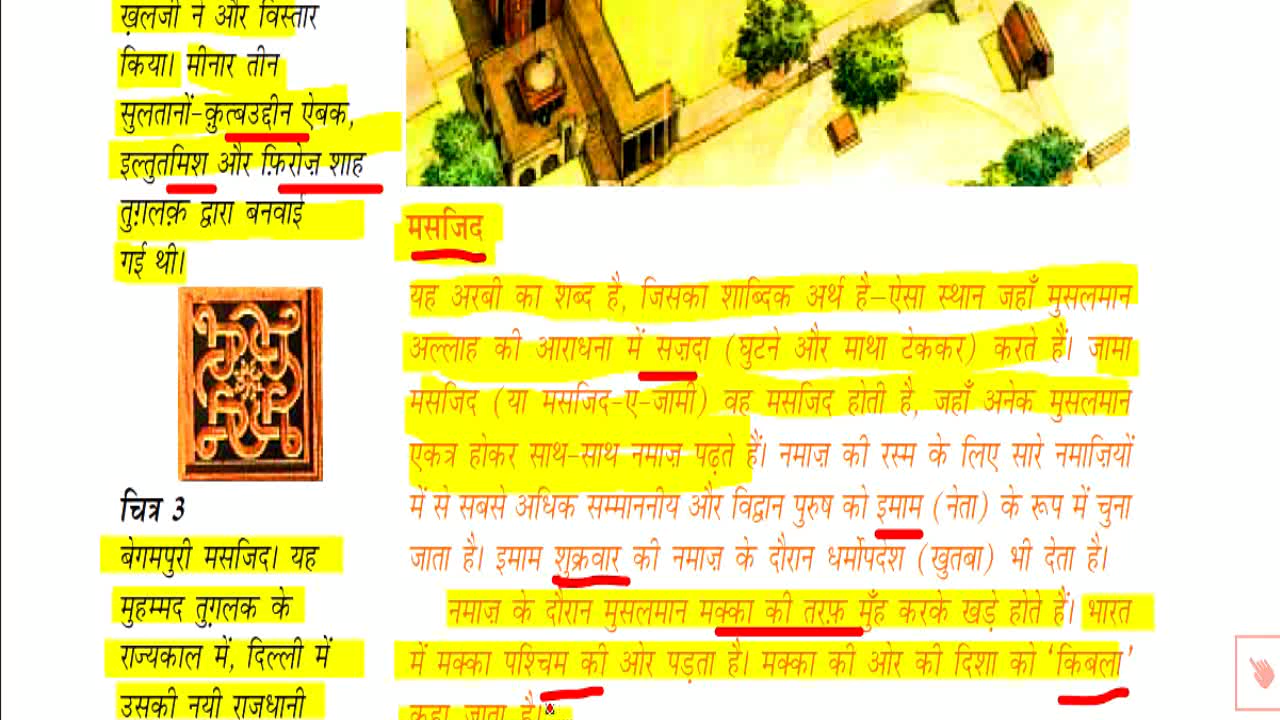 ख़लजी ने और विस्तार
किया। मीनार तीन
सुलतानों-क़ुत्बउद्दीन ऐबक,
इल्तुतमिश और फ़िरोज़ शाह
तुग़लक़ द्वारा बनवाई
गई थी।
चित्र 3
बेगमपुरी मसजिद। यह
मुहम्मद तुग़लक के
राज्यकाल में, दिल्ली में
उसकी नयी राजधानी
मसजिद
यह अरबी का शब्द है, जिसका शाब्दिक अर्थ है–ऐसा स्थान जहाँ मुसलमान
अल्लाह की आराधना में सज़दा (घुटने और माथा टेककर) करते हैं। जामा
मसजिद (या मसजिद-ए-जामी) वह मसजिद होती है, जहाँ अनेक मुसलमान
एकत्र होकर साथ-साथ नमाज़ पढ़ते हैं। नमाज़ की रस्म के लिए सारे नमाज़ियों
में से सबसे अधिक सम्माननीय और विद्वान पुरुष को इमाम (नेता) के रूप में चुना
जाता है। इमाम शुक्रवार की नमाज़ के दौरान धर्मोपदेश (खुतबा) भी देता है।
नमाज़ के दौरान मुसलमान मक्का की तरफ़ मुँह करके खड़े होते हैं। भारत
में मक्का पश्चिम की ओर पड़ता है। मक्का की ओर की दिशा को ‘किबला’
कहा जाता है।